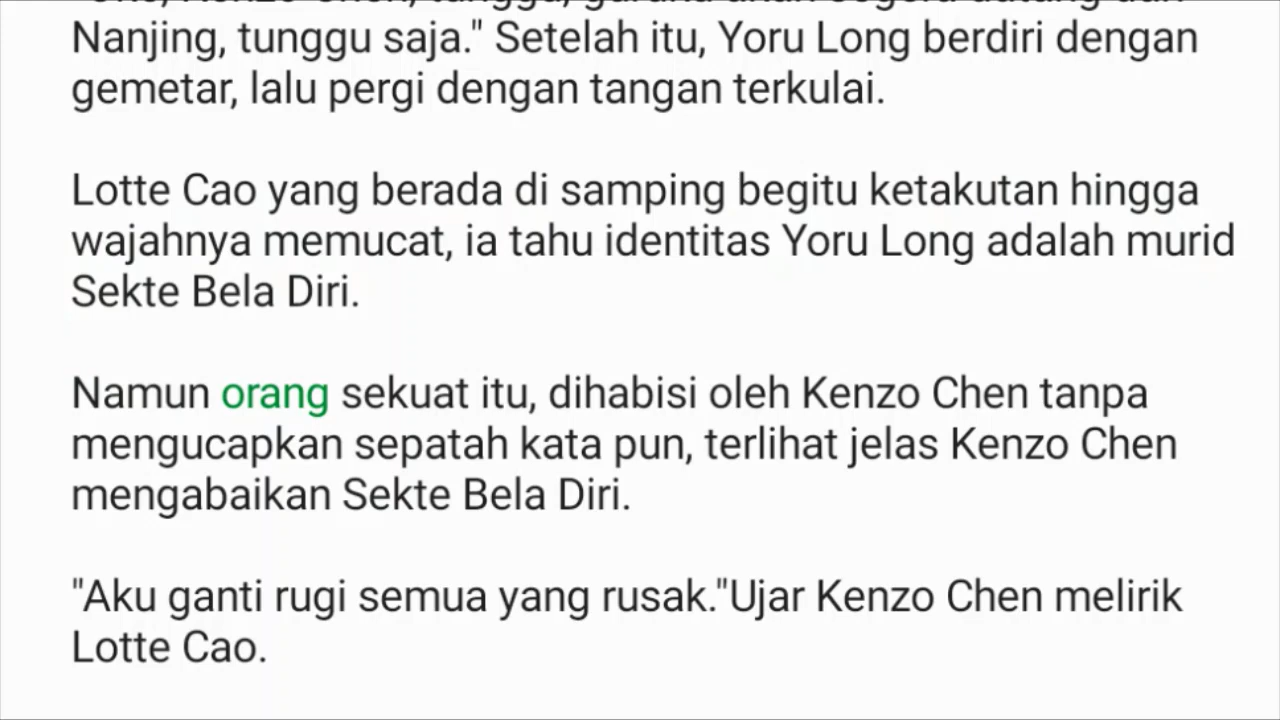 Nanjing, tunggu saja." Setelah itu, Yoru Long berdiri dengan
gemetar, lalu pergi dengan tangan terkulai.
Lotte Cao yang berada di samping begitu ketakutan hingga
wajahnya memucat, ia tahu identitas Yoru Long adalah murid
Sekte Bela Diri.
Namun orang sekuat itu, dihabisi oleh Kenzo Chen tanpa
mengucapkan sepatah kata pun, terlihat jelas Kenzo Chen
mengabaikan Sekte Bela Diri.
"Aku ganti rugi semua yang rusak."Ujar Kenzo Chen melirik
Lotte Cao.